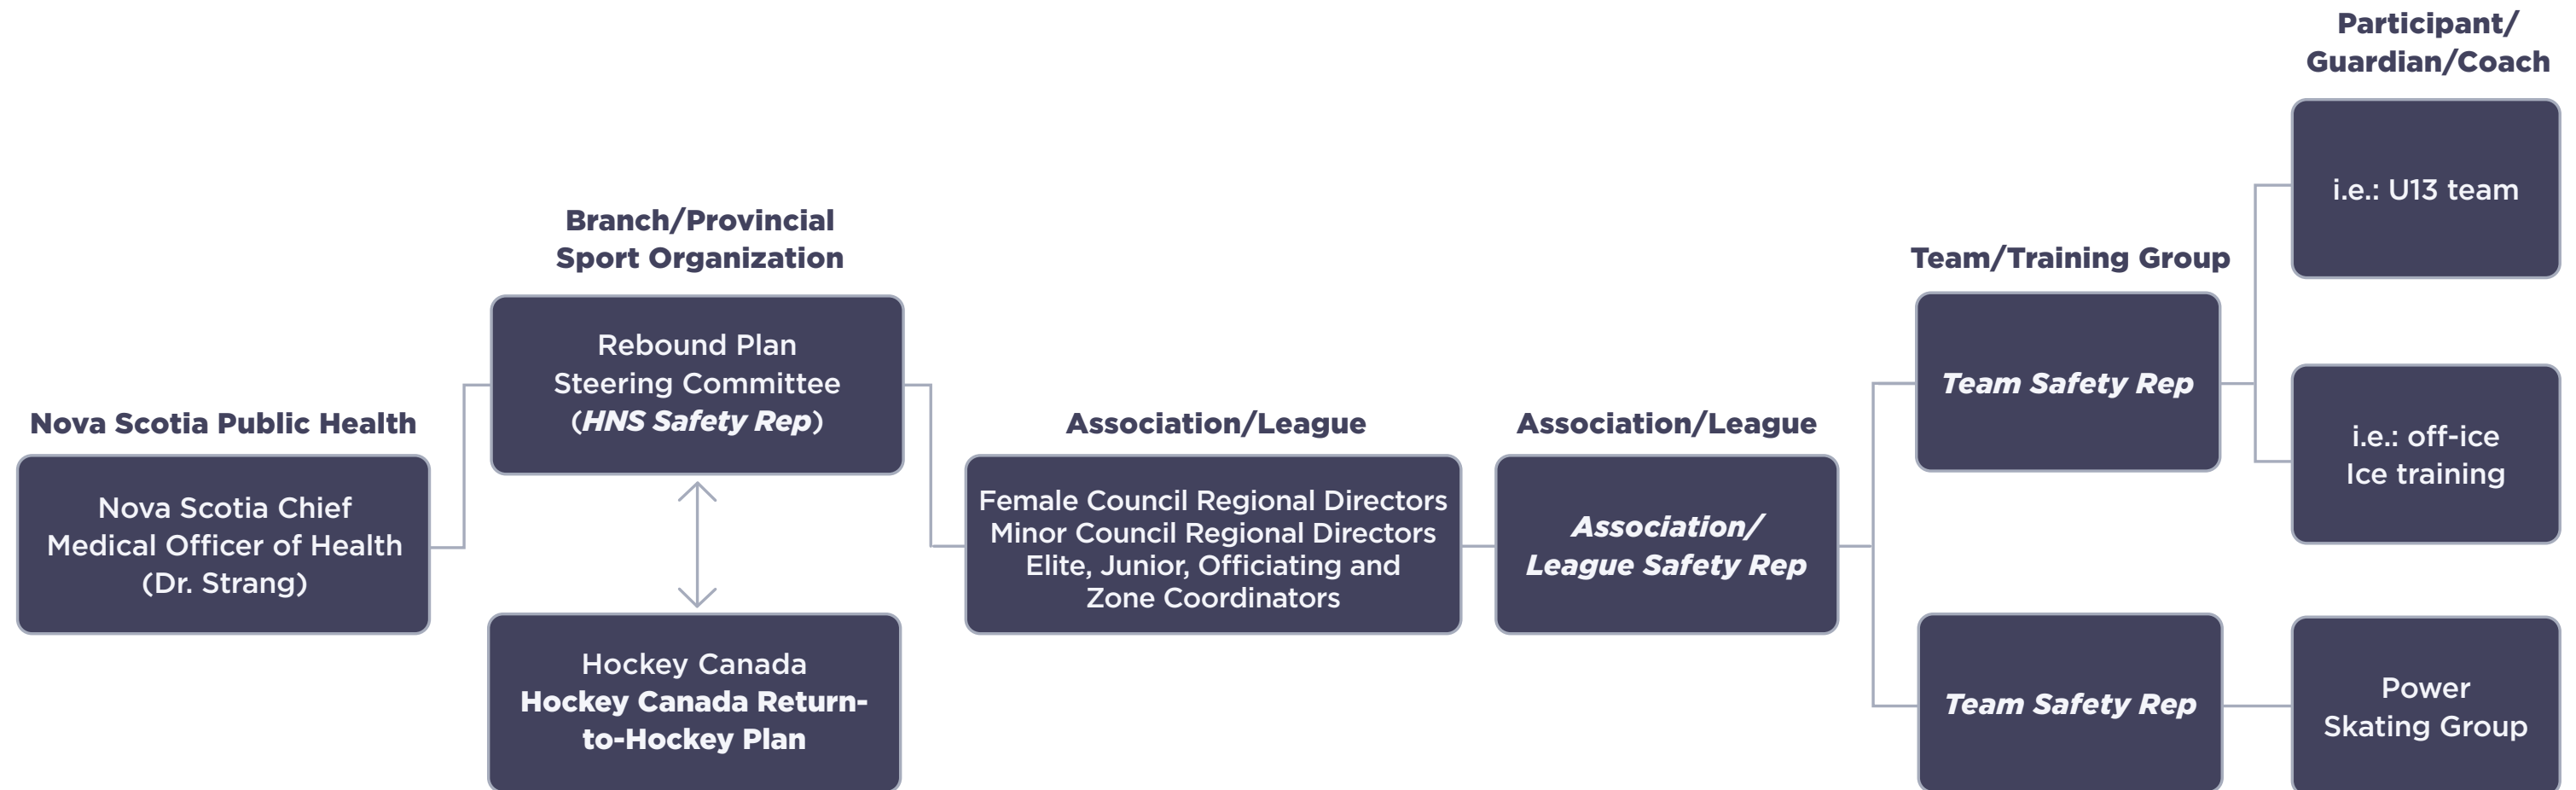 Nova Scotia Public Health
Nova Scotia Chief
Medical Officer of Health
(Dr. Strang)
Branch/Provincial
Sport Organization
Rebound Plan
Steering Committee
(HNS Safety Rep)
Hockey Canada
Hockey Canada Return-
to-Hockey Plan
Association/League
Female Council Regional Directors
Minor Council Regional Directors
Elite, Junior, Officiating and
Zone Coordinators
Association/League
Association/
League Safety Rep
Team/Training Group
Team Safety Rep
Team Safety Rep
Participant/
Guardian/Coach
i.e.: U13 team
i.e.: off-ice
Ice training
Power
Skating Group